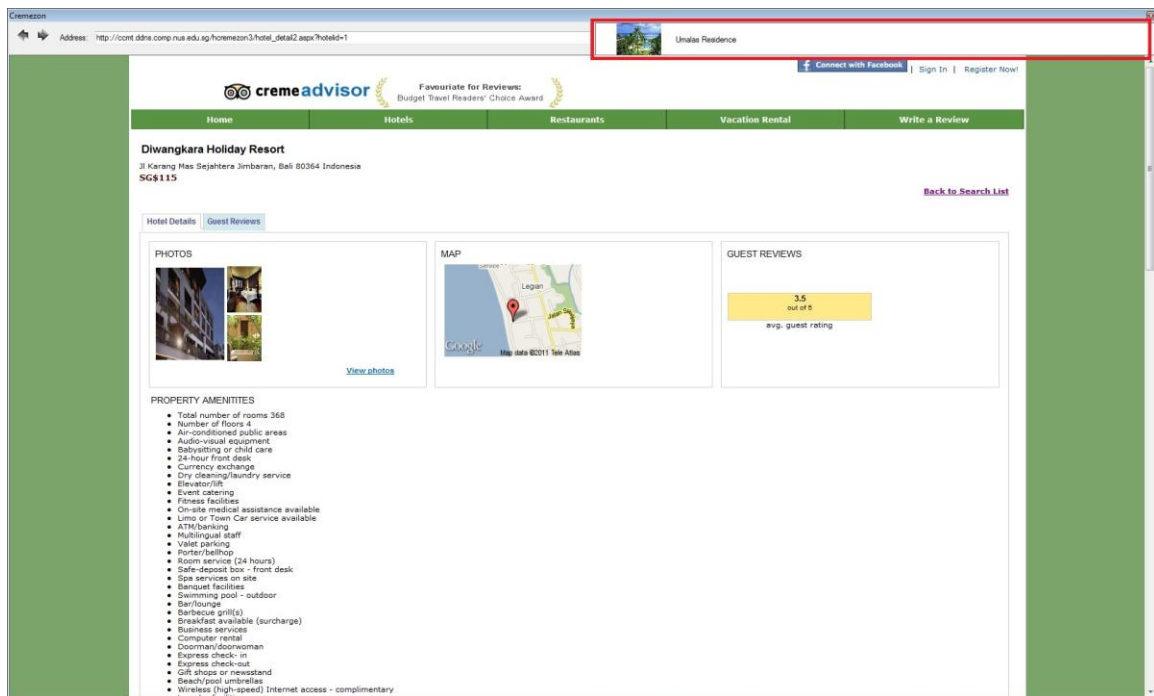 Cremezon
Address: http://ccmt.ddns.comp.nus.edu.sg/hcremezon3/hotel_detail2.aspx?hotelid=1
Umalas Residence
Connect with Facebook | Sign In | Register Now!
cremeadvisor
Favouriate for Reviews:
Budget Travel Readers' Choice Award
Home Hotels Restaurants Vacation Rental Write a Review
Diwangkara Holiday Resort
Jl Karang Mas Sejahtera Jimbaran, Bali 80364 Indonesia
SG$115
Back to Search List
Hotel Details Guest Reviews
PHOTOS
View photos
MAP
Legian
Google
Map data ©2011 Tele Atlas
GUEST REVIEWS
3.5
out of 5
avg. guest rating
PROPERTY AMENITITES
Total number of rooms 368
Number of floors 4
Air-conditioned public areas
Audio-visual equipment
Babysitting or child care
24-hour front desk
Currency exchange
Dry cleaning/laundry service
Elevator/lift
Event catering
Fitness facilities
On-site medical assistance available
Limo or Town Car service available
ATM/banking
Multilingual staff
Valet parking
Porter/bellhop
Room service (24 hours)
Safe-deposit box - front desk
Spa services on site
Banquet facilities
Swimming pool - outdoor
Bar/lounge
Barbecue grill(s)
Breakfast available (surcharge)
Business services
Computer rental
Doorman/doorwoman
Express check- in
Express check-out
Gift shops or newsstand
Beach/pool umbrellas
Wireless (high-speed) Internet access - complimentary